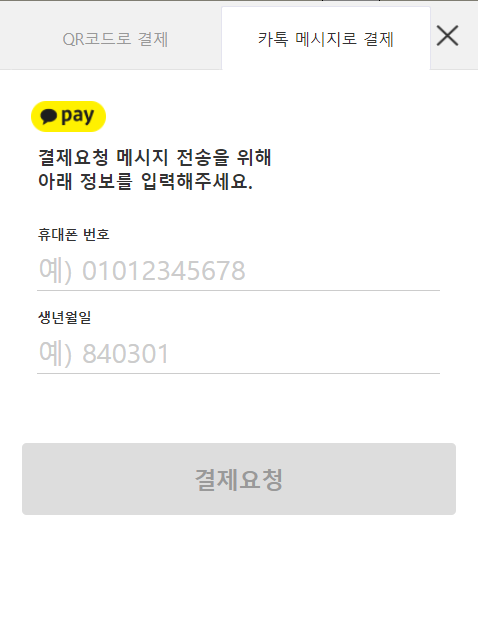 QR코드로 결제
카톡 메시지로 결제
pay
결제요청 메시지 전송을 위해
아래 정보를 입력해주세요.
휴대폰 번호
예) 01012345678
생년월일
예) 840301
결제요청